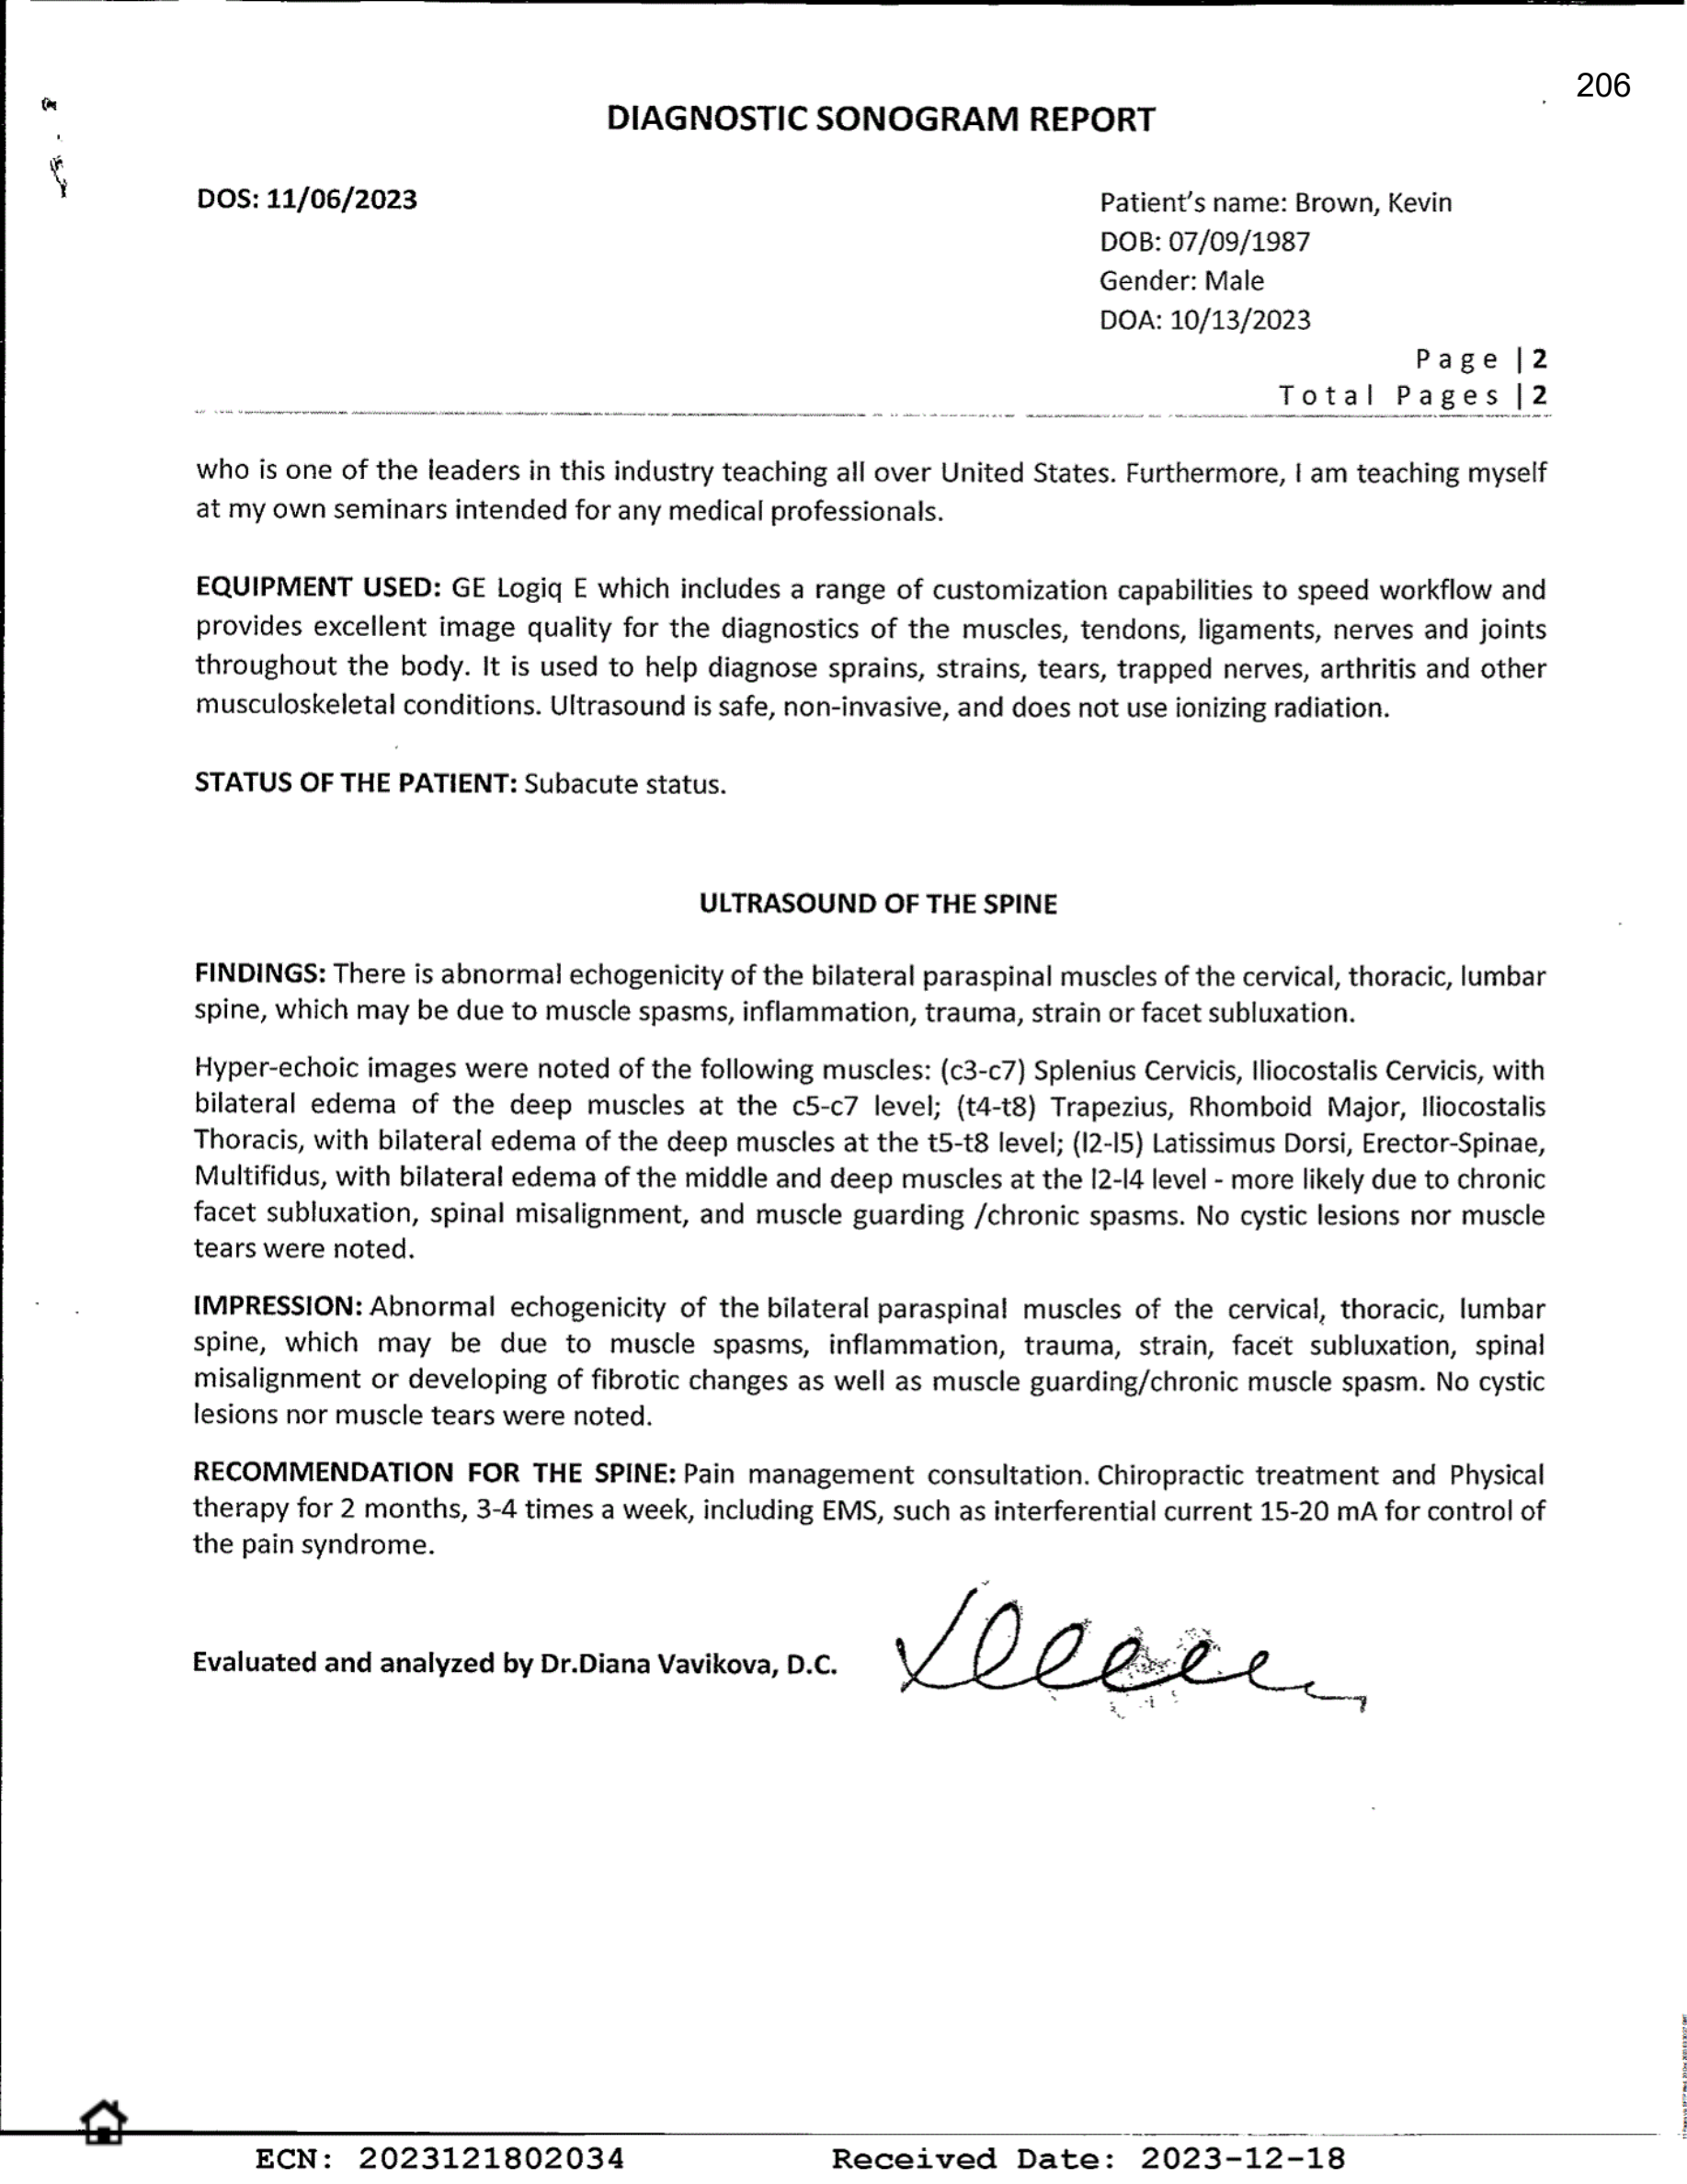 206
DIAGNOSTIC SONOGRAM REPORT
DOS: 11/06/2023
Patient's name: Brown, Kevin
DOB: 07/09/1987
Gender: Male
DOA: 10/13/2023
Page |2
Total Pages |2
who is one of the leaders in this industry teaching all over United States. Furthermore, I am teaching myself
at my own seminars intended for any medical professionals.
EQUIPMENT USED: GE Logiq E which includes a range of customization capabilities to speed workflow and
provides excellent image quality for the diagnostics of the muscles, tendons, ligaments, nerves and joints
throughout the body. It is used to help diagnose sprains, strains, tears, trapped nerves, arthritis and other
musculoskeletal conditions. Ultrasound is safe, non-invasive, and does not use ionizing radiation.
STATUS OF THE PATIENT: Subacute status.
ULTRASOUND OF THE SPINE
FINDINGS: There is abnormal echogenicity of the bilateral paraspinal muscles of the cervical, thoracic, lumbar
spine, which may be due to muscle spasms, inflammation, trauma, strain or facet subluxation.
Hyper-echoic images were noted of the following muscles: (c3-c7) Splenius Cervicis, Iliocostalis Cervicis, with
bilateral edema of the deep muscles at the c5-c7 level; (t4-t8) Trapezius, Rhomboid Major, Iliocostalis
Thoracis, with bilateral edema of the deep muscles at the t5-t8 level; (l2-l5) Latissimus Dorsi, Erector-Spinae,
Multifidus, with bilateral edema of the middle and deep muscles at the l2-l4 level - more likely due to chronic
facet subluxation, spinal misalignment, and muscle guarding /chronic spasms. No cystic lesions nor muscle
tears were noted.
IMPRESSION: Abnormal echogenicity of the bilateral paraspinal muscles of the cervical, thoracic, lumbar
spine, which may be due to muscle spasms, inflammation, trauma, strain, facet subluxation, spinal
misalignment or developing of fibrotic changes as well as muscle guarding/chronic muscle spasm. No cystic
lesions nor muscle tears were noted.
RECOMMENDATION FOR THE SPINE: Pain management consultation. Chiropractic treatment and Physical
therapy for 2 months, 3-4 times a week, including EMS, such as interferential current 15-20 mA for control of
the pain syndrome.
Evaluated and analyzed by Dr.Diana Vavikova, D.C.
ECN: 2023121802034 Received Date: 2023-12-18